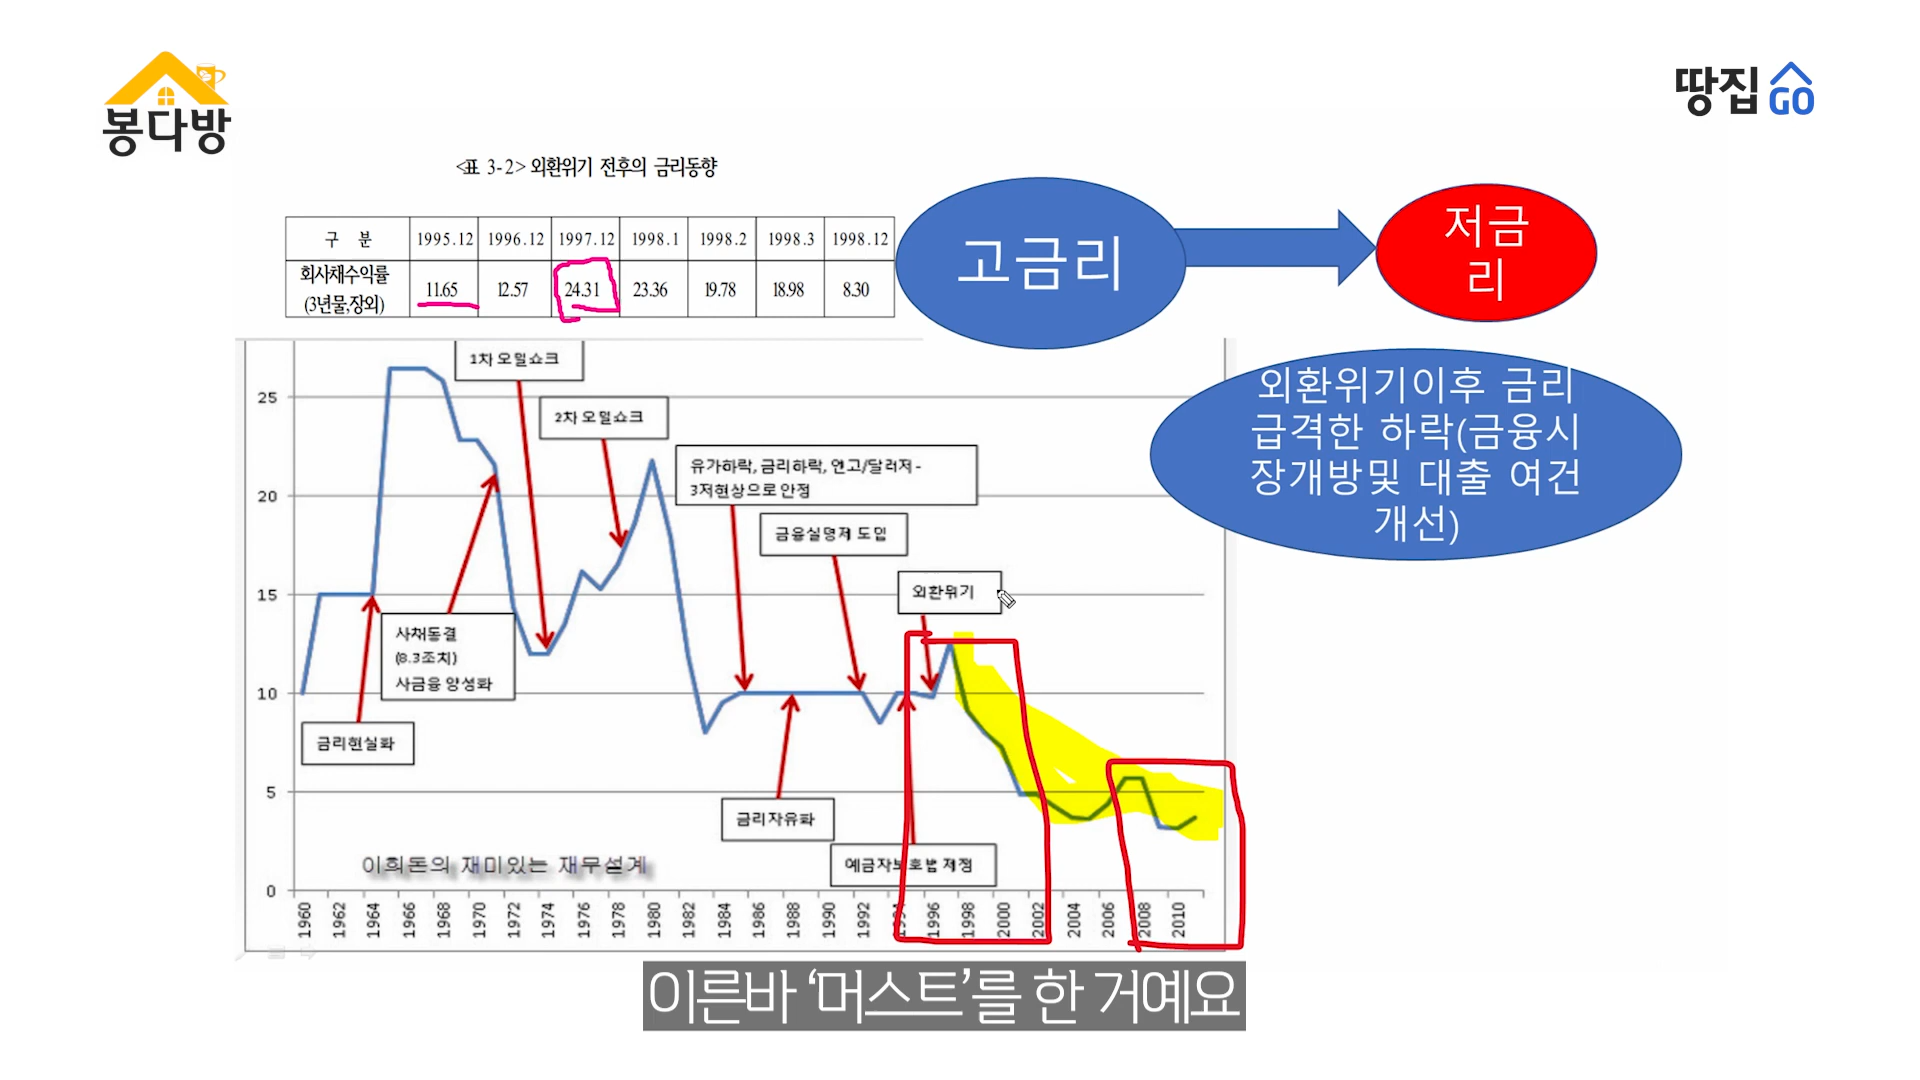 봉다방
땅집GO
<표 3-2> 외환위기 전후의 금리동향
구 분 1995.12 1996.12 1997.12 1998.1 1998.2 1998.3 1998.12
회사채수익률
(3년물,장외) 11.65 12.57 24.31 23.36 19.78 18.98 8.30
고금리
저금
리
외환위기이후 금리
급격한 하락(금융시
장개방및 대출 여건
개선)
1차 오일쇼크
2차 오일쇼크
유가하락, 금리하락, 엔고/달러저-
3저현상으로 안정
금융실명제 도입
외환위기
사채동결
(8.3조치)
사금융 양성화
금리현실화
금리자유화
예금자보호법 제정
이희돈의 재미있는 재무설계
25
20
15
10
5
0
1960 1962 1964 1966 1968 1970 1972 1974 1976 1978 1980 1982 1984 1986 1988 1990 1992 1994 1996 1998 2000 2002 2004 2006 2008 2010
이른바 ‘머스트’를 한 거예요